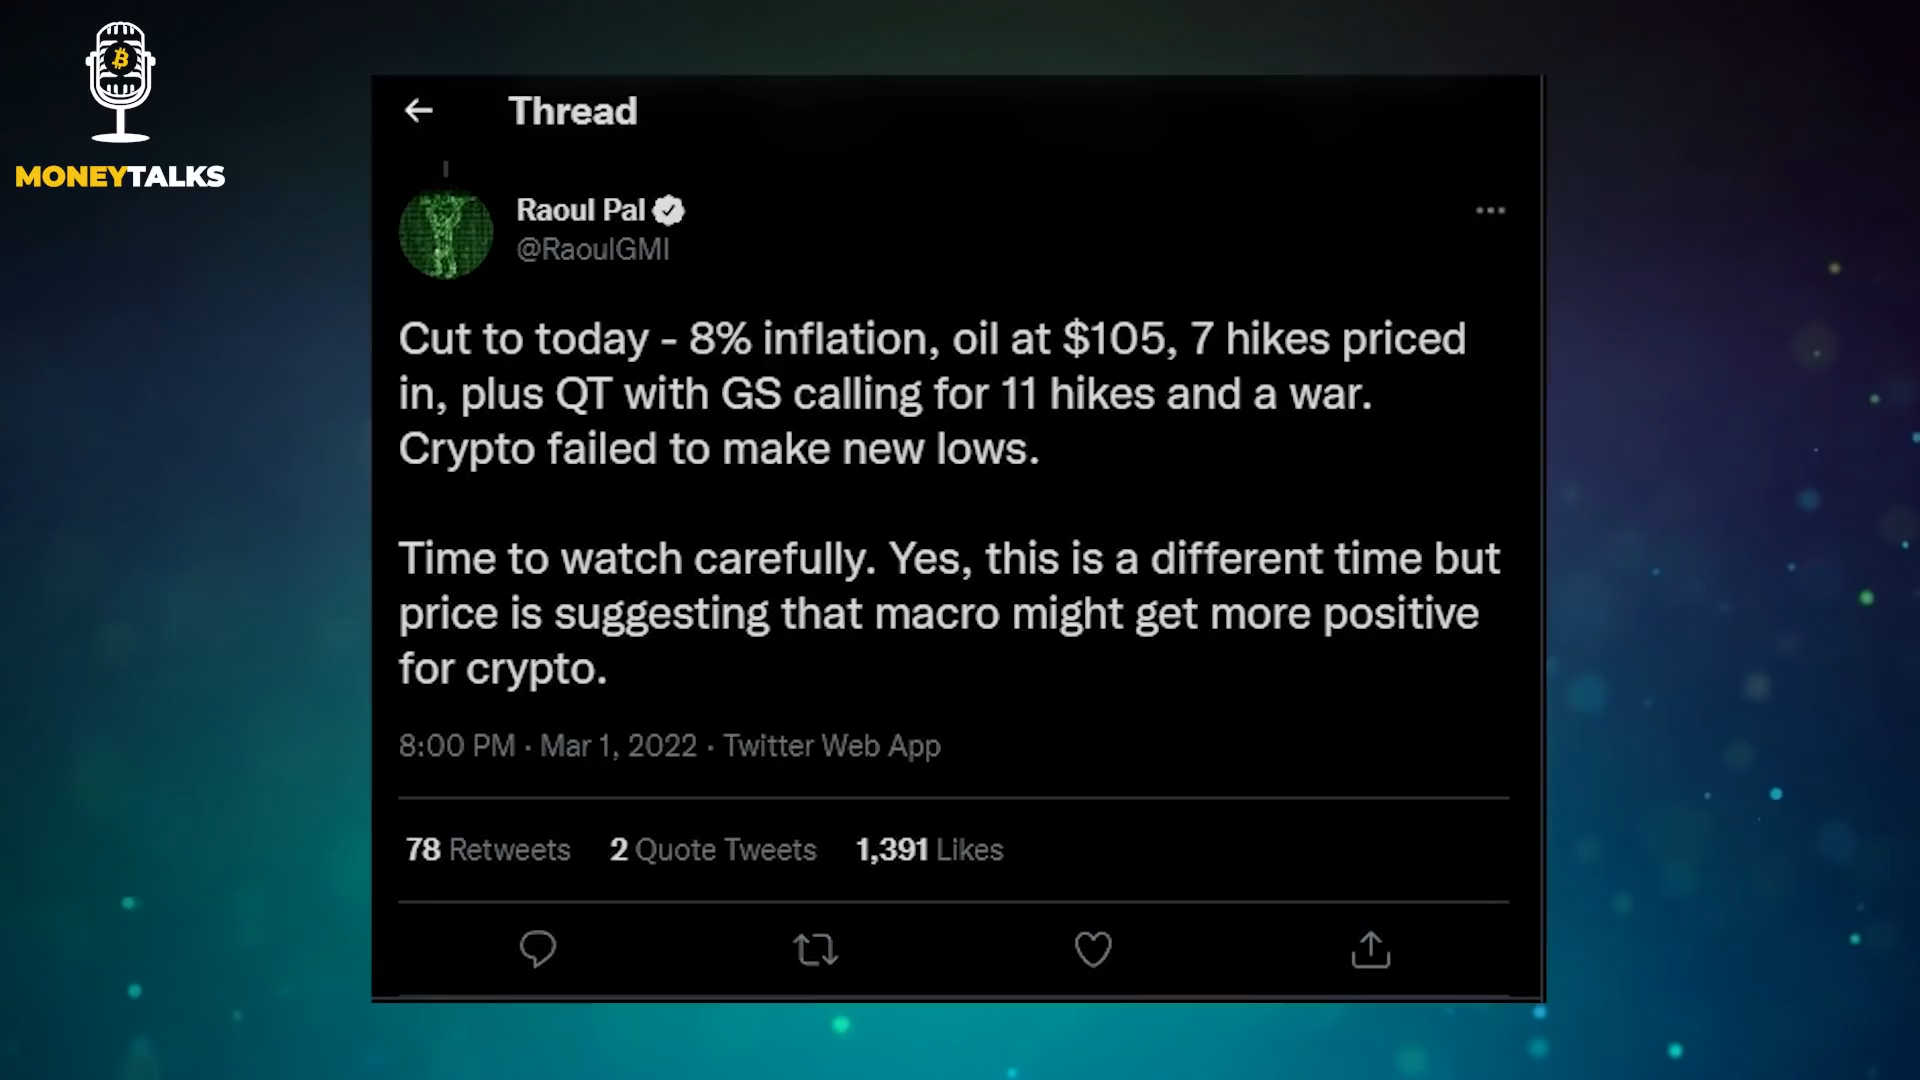 MONEYTALKS
Thread
Raoul Pal
@RaoulGMI
Cut to today - 8% inflation, oil at $105, 7 hikes priced
in, plus QT with GS calling for 11 hikes and a war.
Crypto failed to make new lows.
Time to watch carefully. Yes, this is a different time but
price is suggesting that macro might get more positive
for crypto.
8:00 PM · Mar 1, 2022 · Twitter Web App
78 Retweets 2 Quote Tweets 1,391 Likes